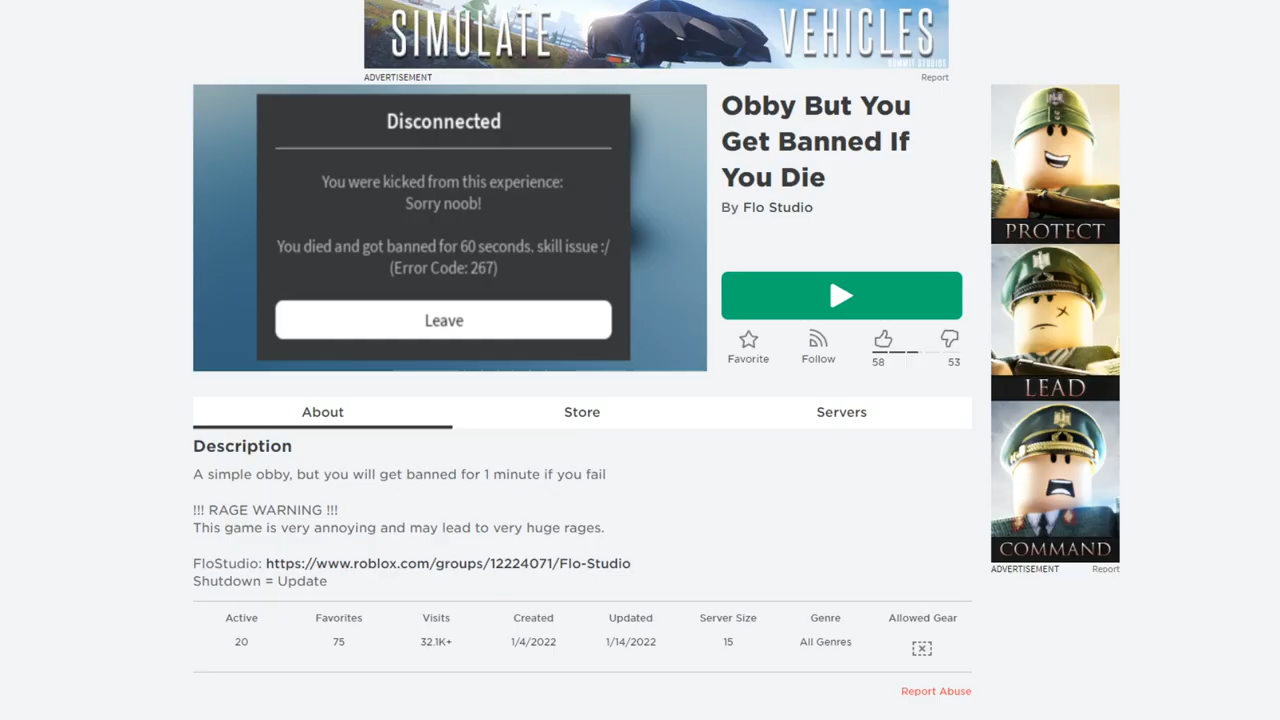 SIMULATE VEHICLES
SUMMIT STUDIOS
ADVERTISEMENT Report
Disconnected
You were kicked from this experience:
Sorry noob!
You died and got banned for 60 seconds. skill issue :/
(Error Code: 267)
Leave
Obby But You
Get Banned If
You Die
By Flo Studio
Favorite Follow
58 53
PROTECT
LEAD
COMMAND
ADVERTISEMENT Report
About Store Servers
Description
A simple obby, but you will get banned for 1 minute if you fail
!!! RAGE WARNING !!!
This game is very annoying and may lead to very huge rages.
FloStudio: https://www.roblox.com/groups/12224071/Flo-Studio
Shutdown = Update
Active Favorites Visits Created Updated Server Size Genre Allowed Gear
20 75 32.1K+ 1/4/2022 1/14/2022 15 All Genres
Report Abuse